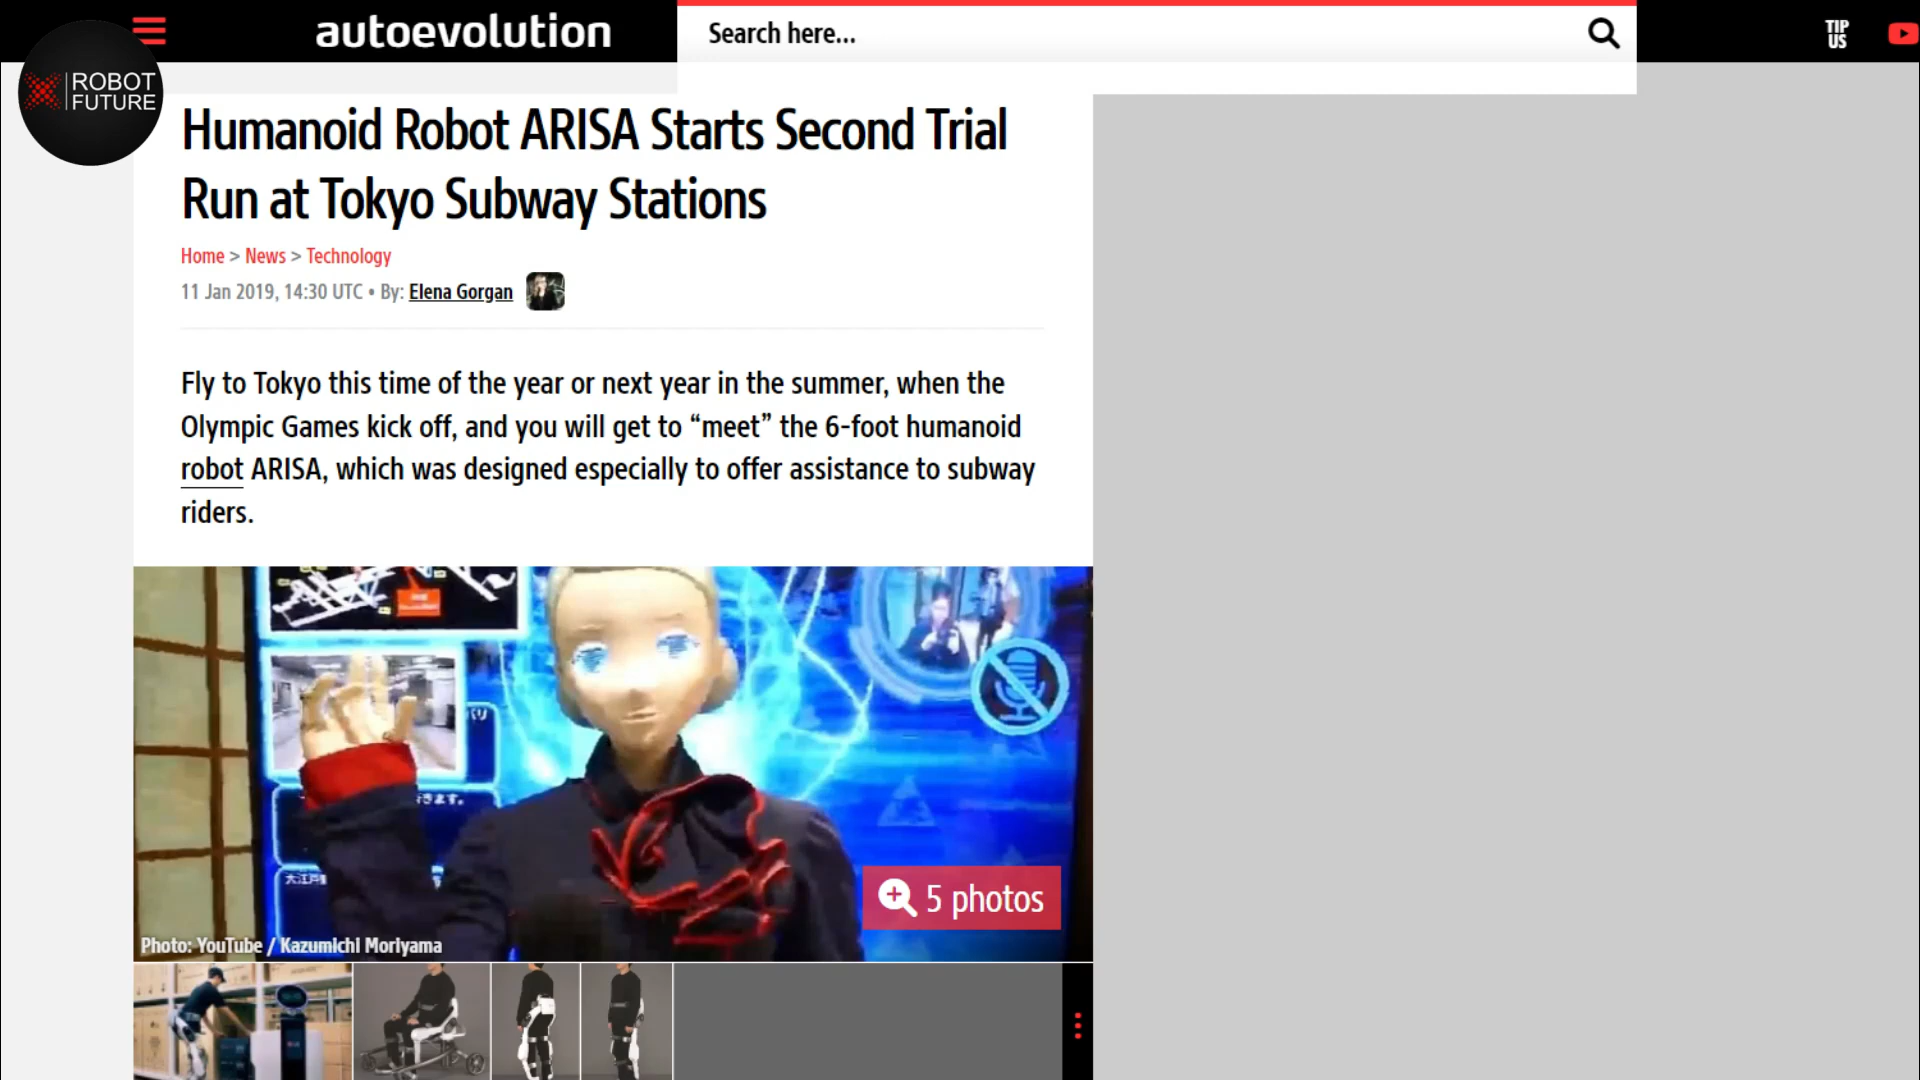 autoevolution
Search here...
TIP
US
ROBOT
FUTURE
Humanoid Robot ARISA Starts Second Trial
Run at Tokyo Subway Stations
Home > News > Technology
11 Jan 2019, 14:30 UTC • By: Elena Gorgan
Fly to Tokyo this time of the year or next year in the summer, when the
Olympic Games kick off, and you will get to “meet” the 6-foot humanoid
robot ARISA, which was designed especially to offer assistance to subway
riders.
きます。
大江戸
5 photos
Photo: YouTube / Kazumichi Moriyama